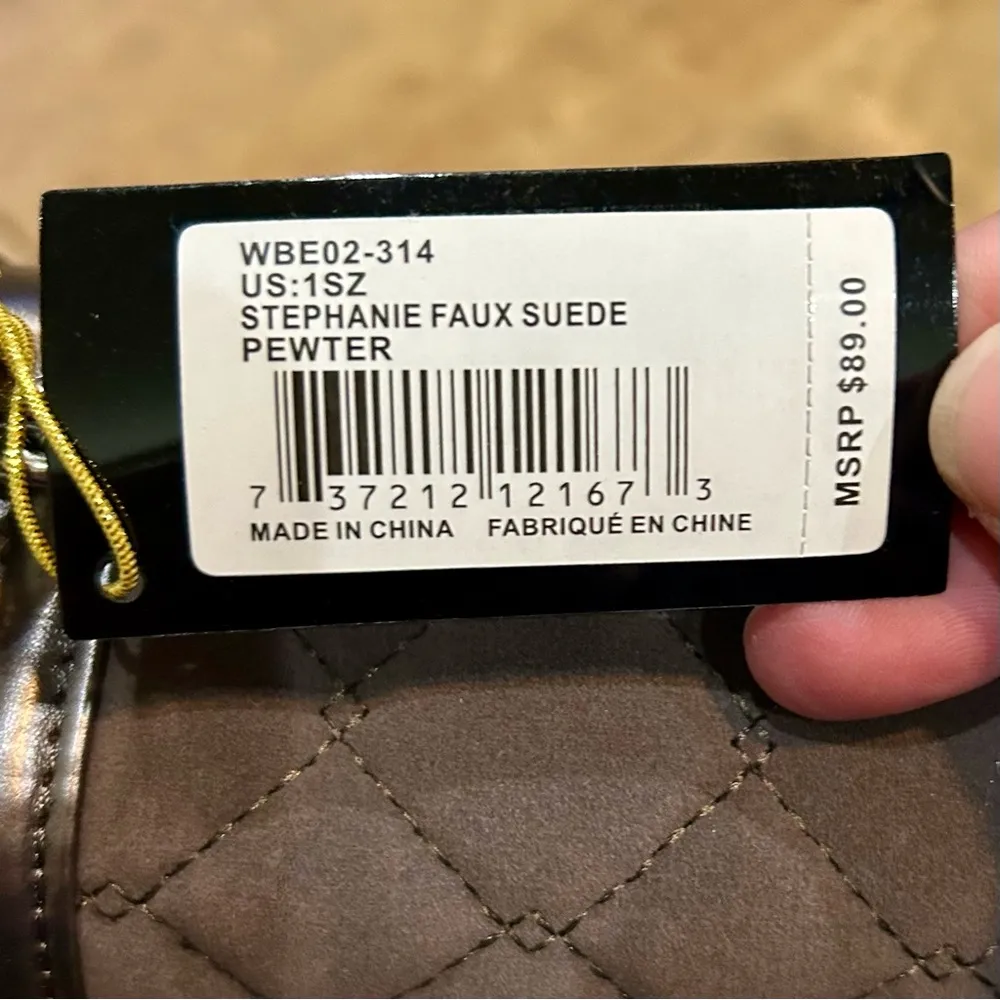 WBE02-314
US:1SZ
STEPHANIE FAUX SUEDE
PEWTER
7 37212 12167 3
MADE IN CHINA FABRIQUÉ EN CHINE
MSRP $89.00